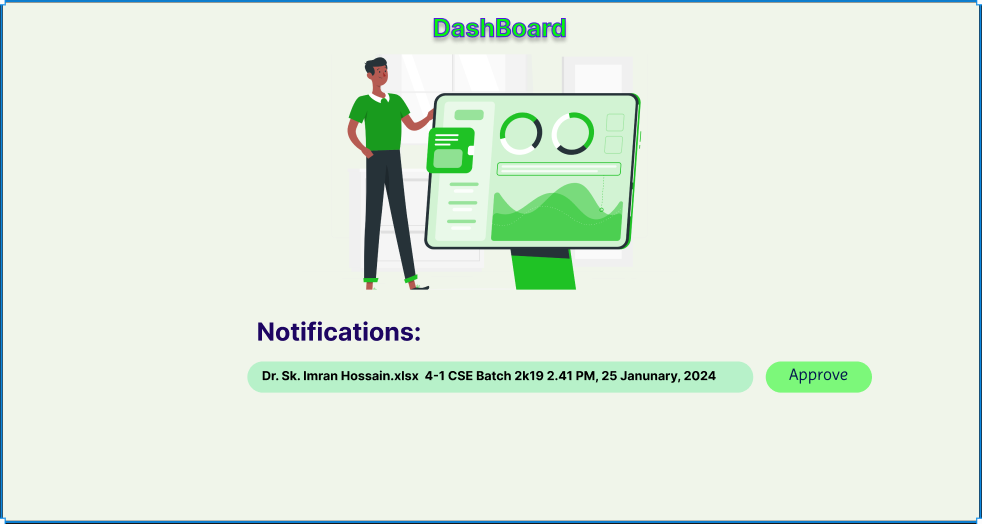 DashBoard
Notifications:
Dr. Sk. Imran Hossain.xlsx 4-1 CSE Batch 2k19 2.41 PM, 25 Janunary, 2024
Approve